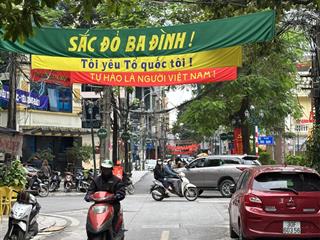 SẮC ĐỎ BA ĐÌNH !
Tôi yêu Tổ quốc tôi !
TỰ HÀO LÀ NGƯỜI VIỆT NAM !